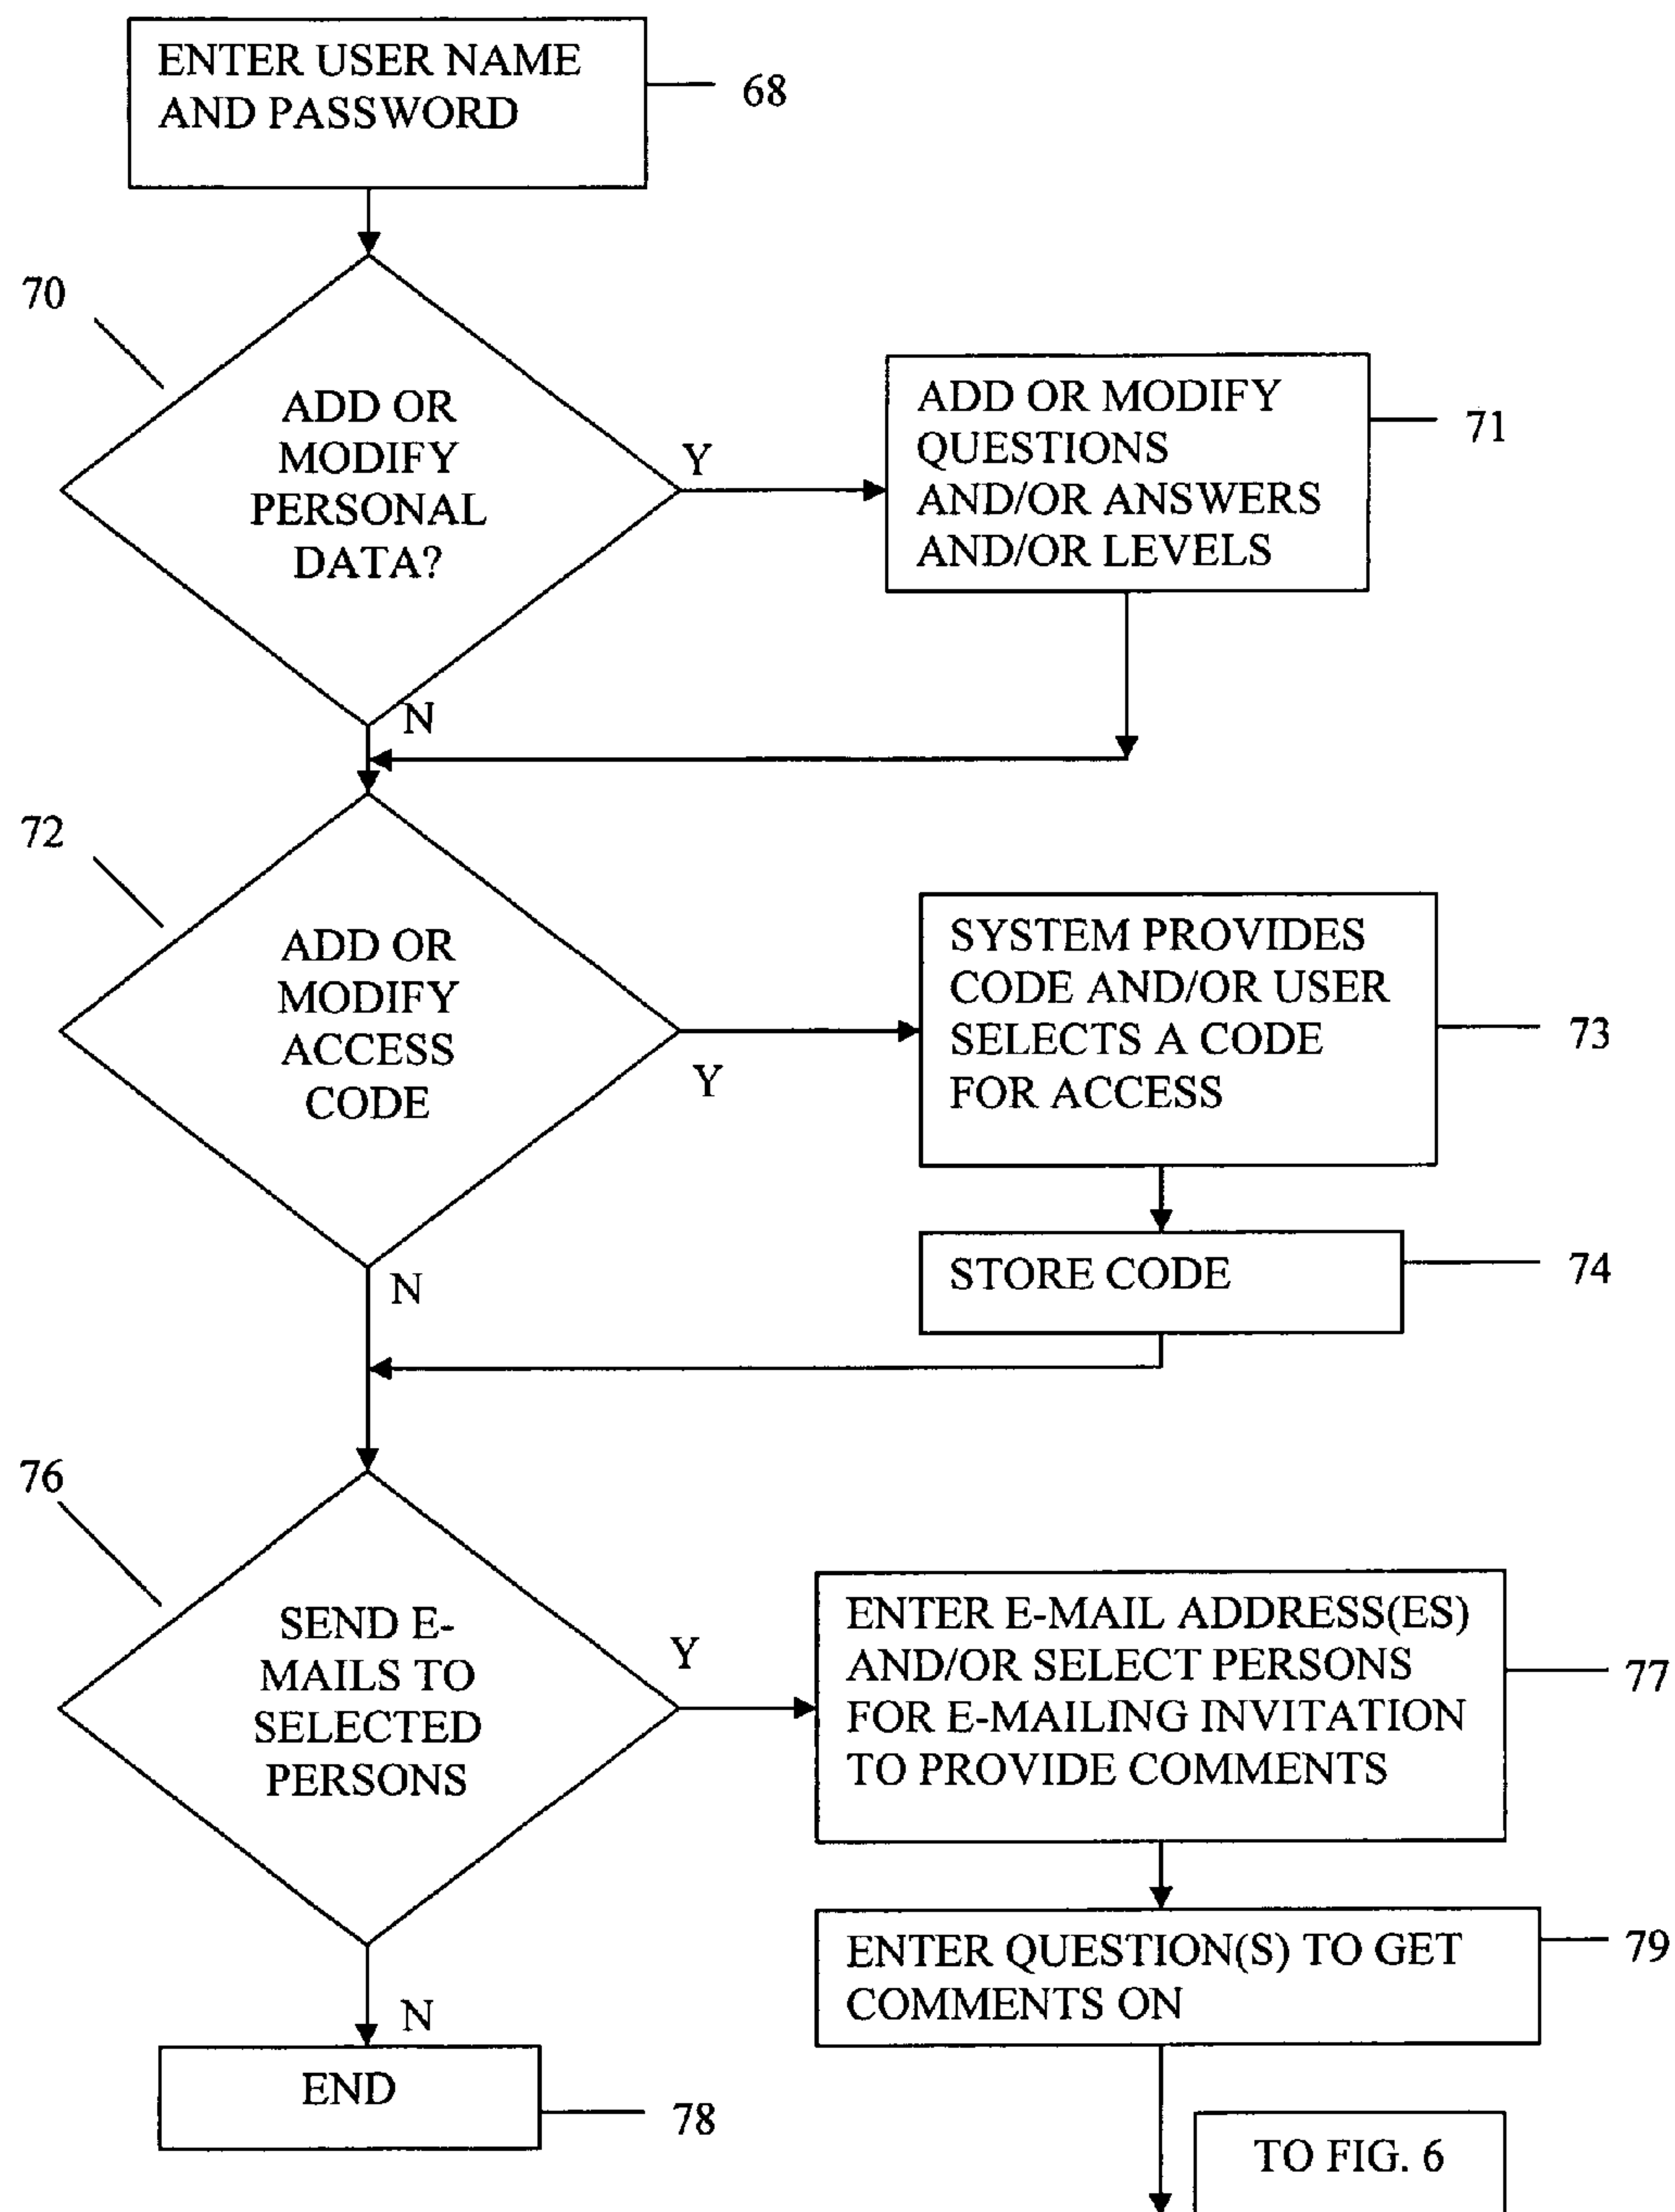 ENTER USER NAME
AND PASSWORD
68
70
ADD OR
MODIFY
PERSONAL
DATA?
Y
N
ADD OR MODIFY
QUESTIONS
AND/OR ANSWERS
AND/OR LEVELS
71
72
ADD OR
MODIFY
ACCESS
CODE
Y
N
SYSTEM PROVIDES
CODE AND/OR USER
SELECTS A CODE
FOR ACCESS
73
STORE CODE
74
76
SEND E-
MAILS TO
SELECTED
PERSONS
Y
N
ENTER E-MAIL ADDRESS(ES)
AND/OR SELECT PERSONS
FOR E-MAILING INVITATION
TO PROVIDE COMMENTS
77
ENTER QUESTION(S) TO GET
COMMENTS ON
79
END
78
TO FIG. 6